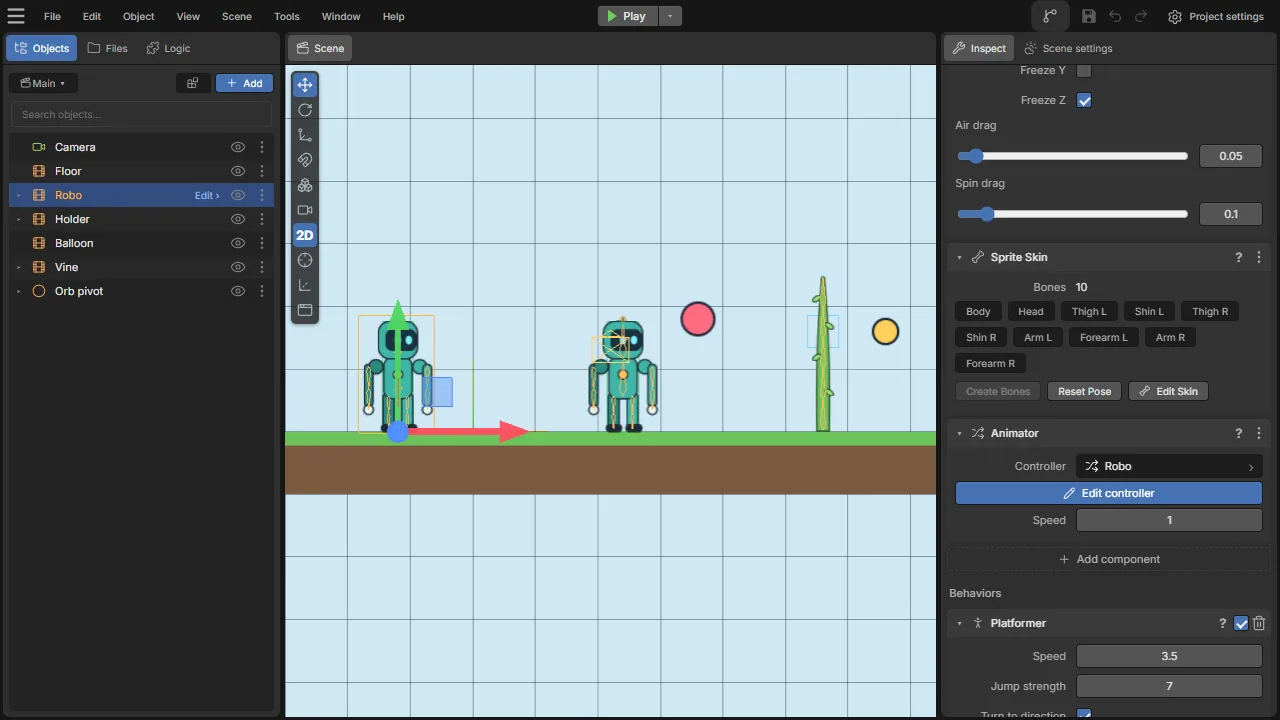 File Edit Object View Scene Tools Window Help
Play
Project settings
Objects Files Logic
Scene
Inspect Scene settings
Main
Add
Search objects...
Camera
Floor
Robo Edit ›
Holder
Balloon
Vine
Orb pivot
2D
Freeze Y
Freeze Z
Air drag
0.05
Spin drag
0.1
Sprite Skin ?
Bones 10
Body Head Thigh L Shin L Thigh R
Shin R Arm L Forearm L Arm R
Forearm R
Create Bones Reset Pose Edit Skin
Animator ?
Controller Robo ›
Edit controller
Speed 1
+ Add component
Behaviors
Platformer ?
Speed 3.5
Jump strength 7
Turn to direction